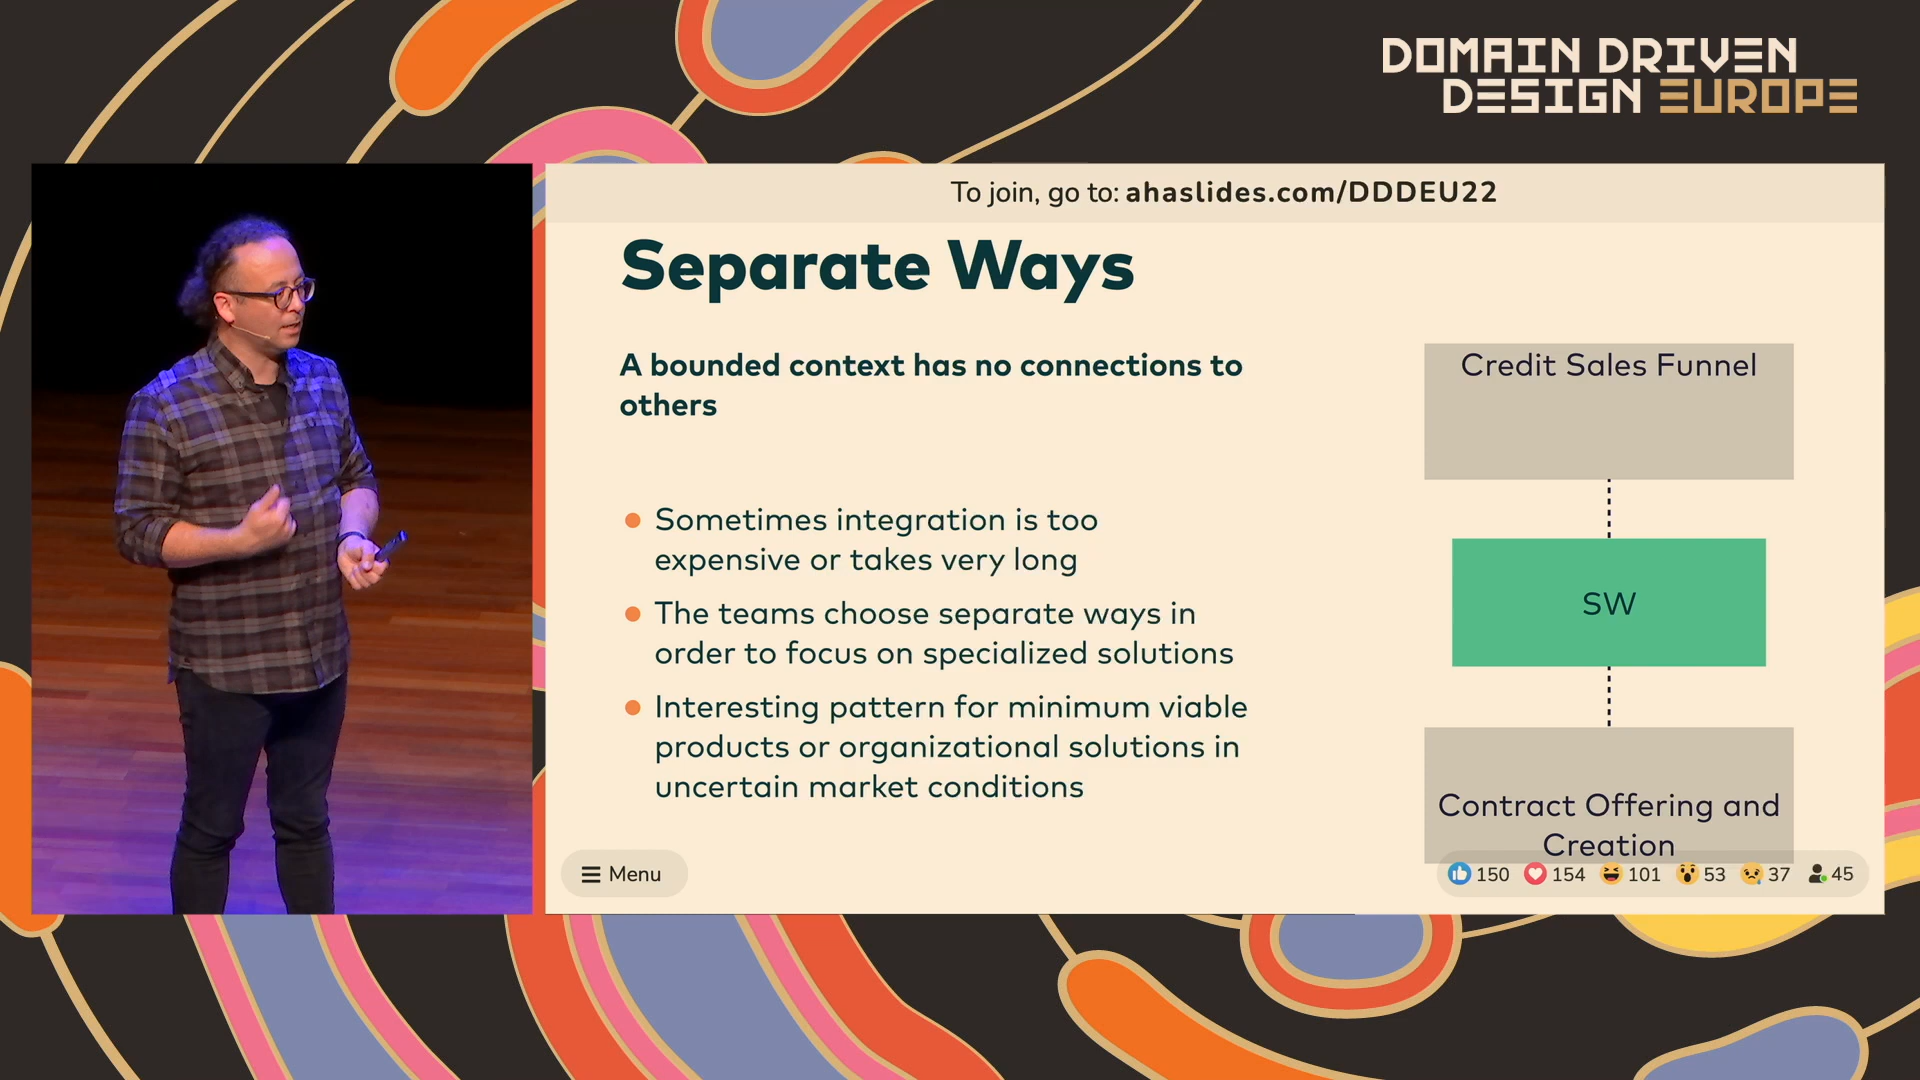 DOMAIN DRIVEN
DESIGN EUROPE
To join, go to: ahaslides.com/DDDEU22
Separate Ways
A bounded context has no connections to
others
Sometimes integration is too
expensive or takes very long
The teams choose separate ways in
order to focus on specialized solutions
Interesting pattern for minimum viable
products or organizational solutions in
uncertain market conditions
Credit Sales Funnel
SW
Contract Offering and
Creation
Menu
150 154 101 53 37 45